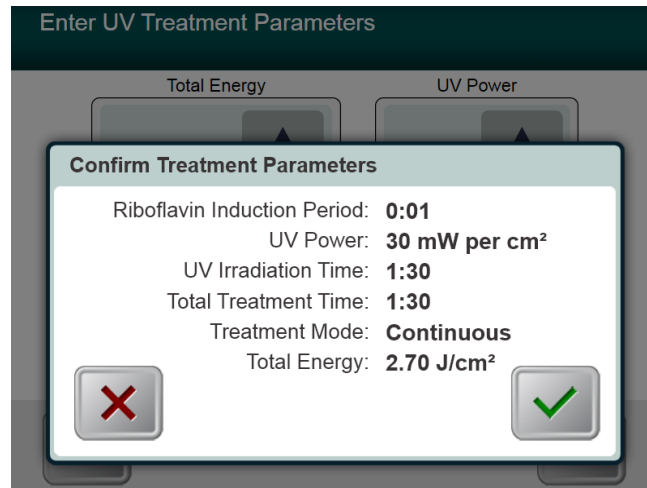 Enter UV Treatment Parameters
Total Energy UV Power
Confirm Treatment Parameters
Riboflavin Induction Period: 0:01
UV Power: 30 mW per cm²
UV Irradiation Time: 1:30
Total Treatment Time: 1:30
Treatment Mode: Continuous
Total Energy: 2.70 J/cm²